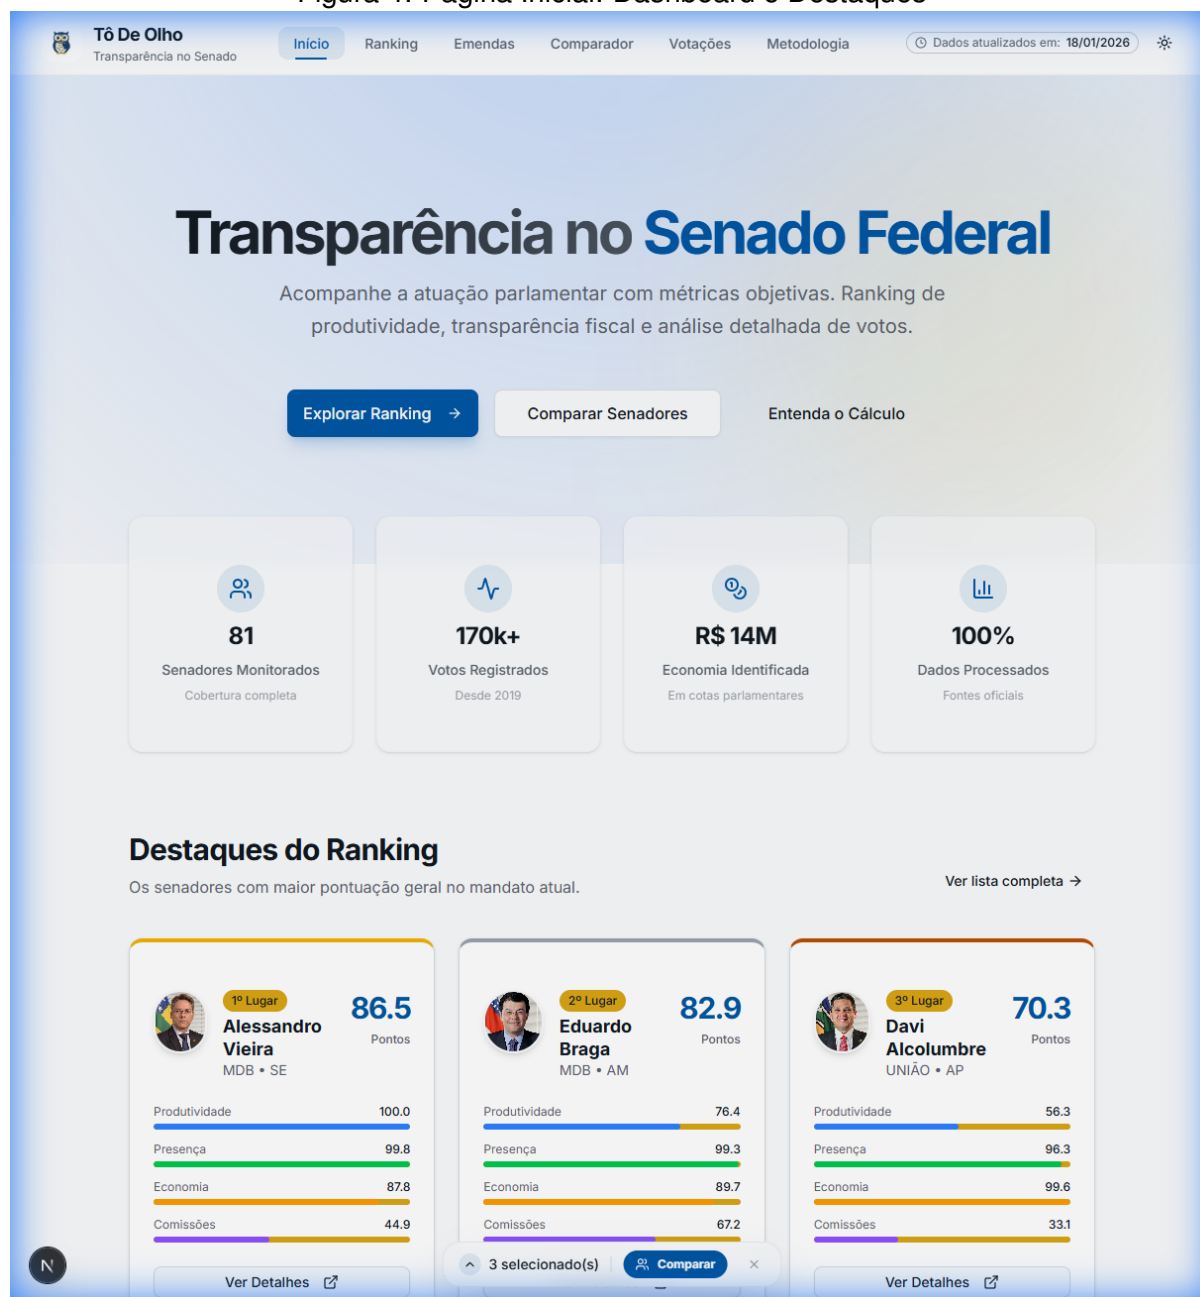 Tô De Olho
Transparência no Senado
Início
Ranking
Emendas
Comparador
Votações
Metodologia
Dados atualizados em: 18/01/2026
Transparência no Senado Federal
Acompanhe a atuação parlamentar com métricas objetivas. Ranking de
produtividade, transparência fiscal e análise detalhada de votos.
Explorar Ranking →
Comparar Senadores
Entenda o Cálculo
81
Senadores Monitorados
Cobertura completa
170k+
Votos Registrados
Desde 2019
R$ 14M
Economia Identificada
Em cotas parlamentares
100%
Dados Processados
Fontes oficiais
Destaques do Ranking
Os senadores com maior pontuação geral no mandato atual.
Ver lista completa →
1º Lugar
Alessandro
Vieira
MDB • SE
86.5
Pontos
Produtividade 100.0
Presença 99.8
Economia 87.8
Comissões 44.9
Ver Detalhes
2º Lugar
Eduardo
Braga
MDB • AM
82.9
Pontos
Produtividade 76.4
Presença 99.3
Economia 89.7
Comissões 67.2
3º Lugar
Davi
Alcolumbre
UNIÃO • AP
70.3
Pontos
Produtividade 56.3
Presença 96.3
Economia 99.6
Comissões 33.1
Ver Detalhes
N
3 selecionado(s)
Comparar